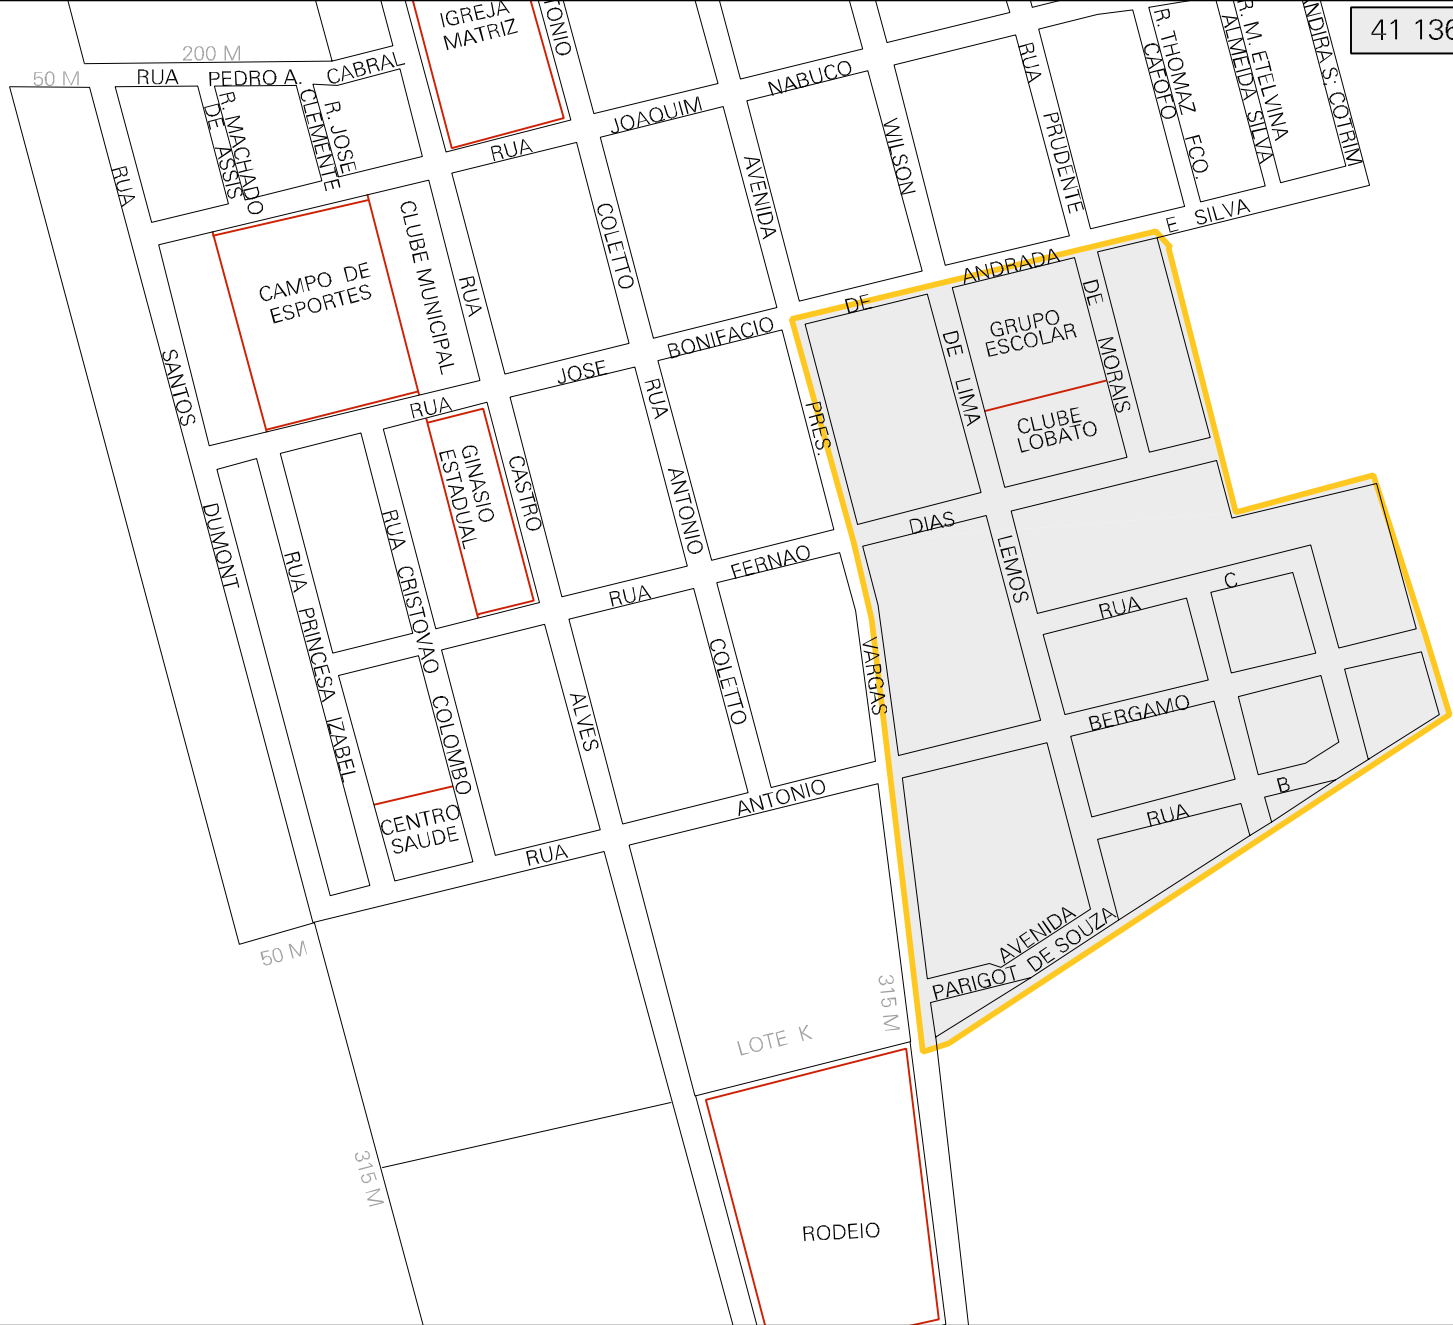 IGREJA
MATRIZ
TONIO
41 136
200 M
50 M
RUA PEDRO A. CABRAL
R. MACHADO
DE ASSIS
R. JOSE
CLEMENTE
RUA SANTOS DUMONT
RUA JOAQUIM NABUCO
AVENIDA PRES. VARGAS
RUA PRUDENTE DE MORAIS
R. THOMAZ FCO.
CAFOFO
R. M. ETELVINA
ALMEIDA SILVA
NDIRA S. COTRIM
WILSON DE LIMA LEMOS
CLUBE MUNICIPAL
CAMPO DE
ESPORTES
RUA CASTRO ALVES
COLETTO
RUA ANTONIO COLETTO
RUA JOSE BONIFACIO DE ANDRADA E SILVA
GRUPO
ESCOLAR
CLUBE
LOBATO
GINASIO
ESTADUAL
RUA FERNAO DIAS
RUA PRINCESA IZABEL
RUA CRISTOVAO COLOMBO
RUA C
CENTRO
SAUDE
RUA ANTONIO BERGAMO
RUA B
AVENIDA
PARIGOT DE SOUZA
50 M
315 M
LOTE K
315 M
RODEIO